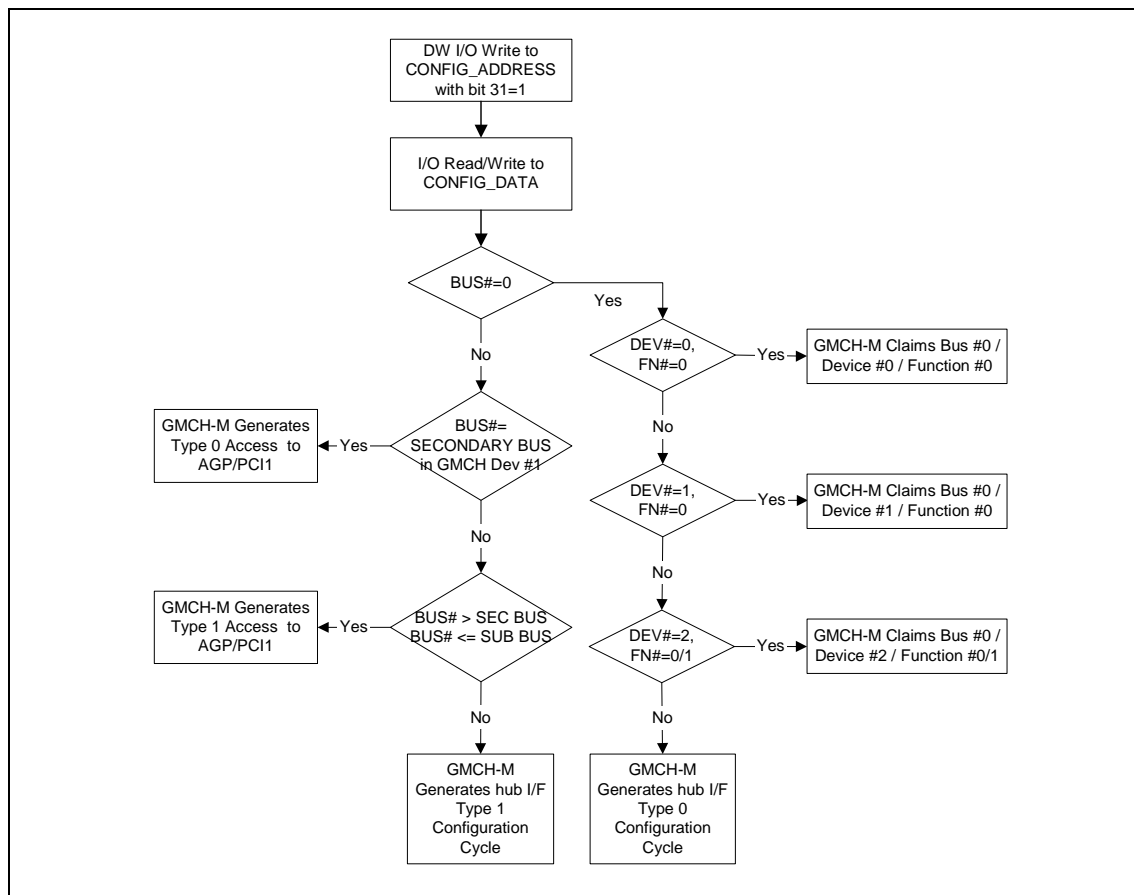 DW I/O Write to
CONFIG_ADDRESS
with bit 31=1
I/O Read/Write to
CONFIG_DATA
BUS#=0
Yes
No
DEV#=0,
FN#=0
Yes
GMCH-M Claims Bus #0 /
Device #0 / Function #0
No
BUS#=
SECONDARY BUS
in GMCH Dev #1
Yes
GMCH-M Generates
Type 0 Access to
AGP/PCI1
No
DEV#=1,
FN#=0
Yes
GMCH-M Claims Bus #0 /
Device #1 / Function #0
No
BUS# > SEC BUS
BUS# <= SUB BUS
Yes
GMCH-M Generates
Type 1 Access to
AGP/PCI1
No
DEV#=2,
FN#=0/1
Yes
GMCH-M Claims Bus #0 /
Device #2 / Function #0/1
No
GMCH-M
Generates hub I/F
Type 1
Configuration
Cycle
GMCH-M
Generates hub I/F
Type 0
Configuration
Cycle